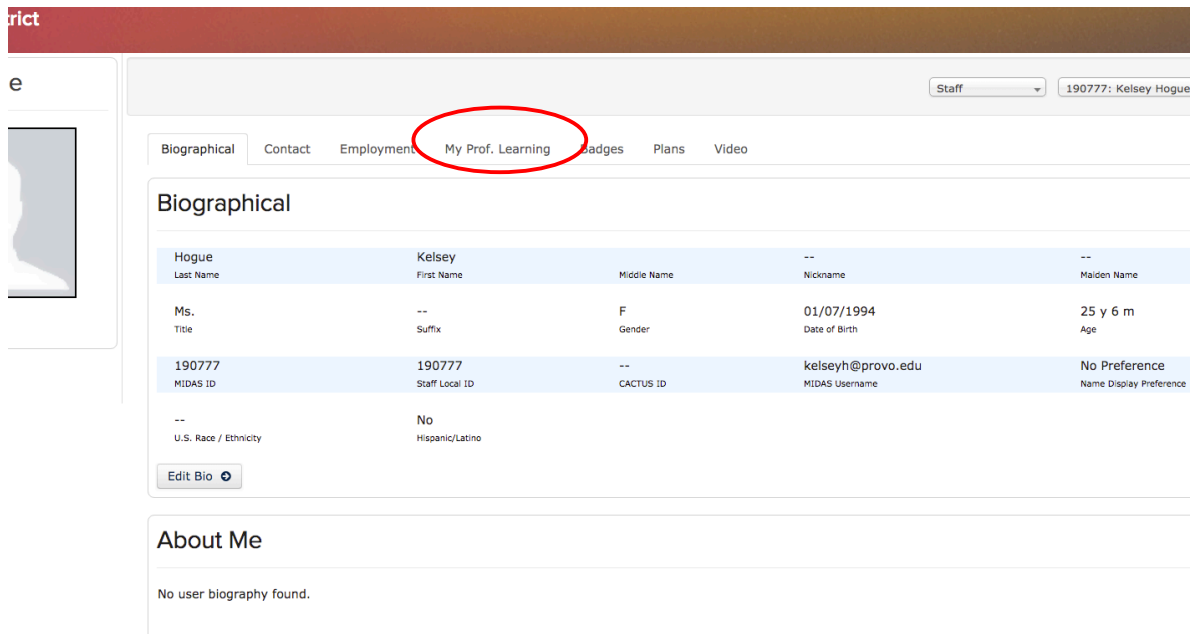 trict
e
Staff 190777: Kelsey Hogue
Biographical Contact Employment My Prof. Learning Badges Plans Video
Biographical
Hogue Kelsey -- --
Last Name First Name Middle Name Nickname Maiden Name
Ms. -- F 01/07/1994 25 y 6 m
Title Suffix Gender Date of Birth Age
190777 190777 -- kelseyh@provo.edu No Preference
MIDAS ID Staff Local ID CACTUS ID MIDAS Username Name Display Preference
-- No
U.S. Race / Ethnicity Hispanic/Latino
Edit Bio
About Me
No user biography found.